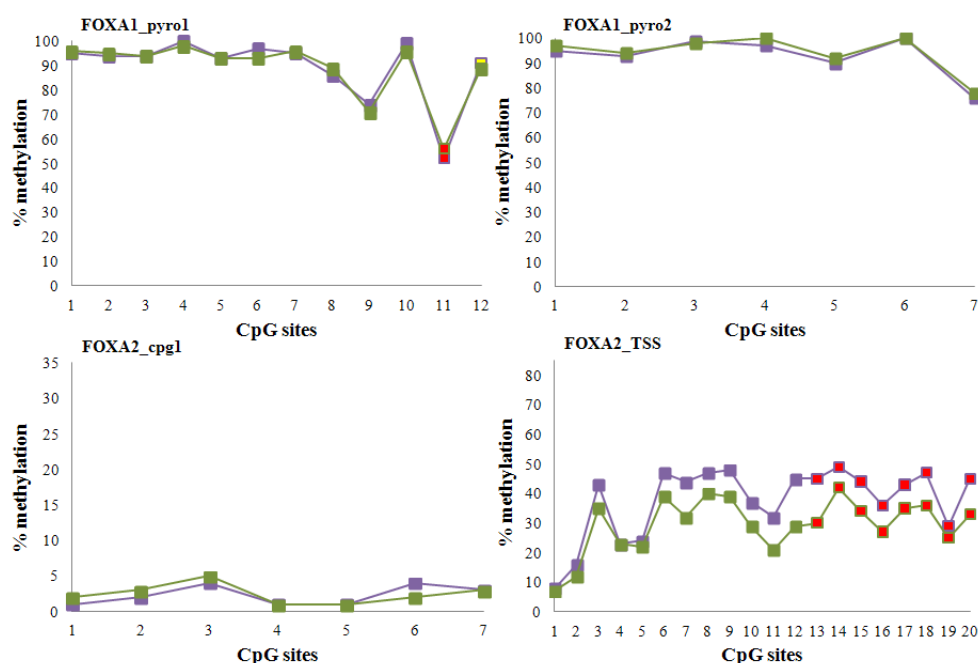 FOXA1_pyro1
% methylation
100
90
80
70
60
50
40
30
20
10
0
1 2 3 4 5 6 7 8 9 10 11 12
CpG sites
FOXA1_pyro2
% methylation
100
90
80
70
60
50
40
30
20
10
0
1 2 3 4 5 6 7
CpG sites
FOXA2_cpg1
% methylation
35
30
25
20
15
10
5
0
1 2 3 4 5 6 7
CpG sites
FOXA2_TSS
% methylation
80
70
60
50
40
30
20
10
0
1 2 3 4 5 6 7 8 9 10 11 12 13 14 15 16 17 18 19 20
CpG sites